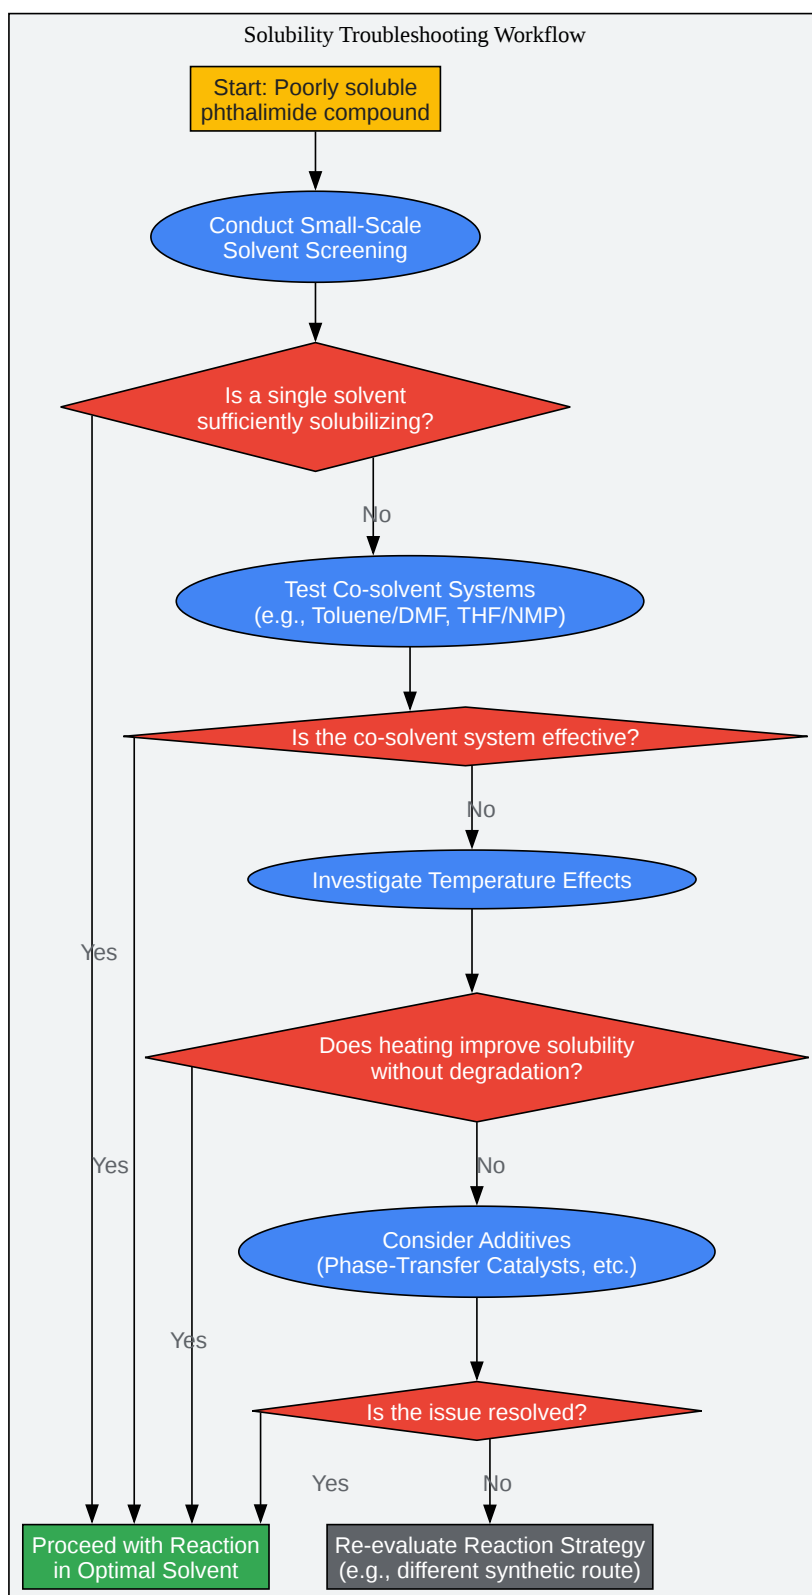 Solubility Troubleshooting Workflow
Start: Poorly soluble
phthalimide compound
Conduct Small-Scale
Solvent Screening
Is a single solvent
sufficiently solubilizing?
No
Test Co-solvent Systems
(e.g., Toluene/DMF, THF/NMP)
Is the co-solvent system effective?
No
Investigate Temperature Effects
Yes
Does heating improve solubility
without degradation?
Yes
No
Consider Additives
(Phase-Transfer Catalysts, etc.)
Yes
Is the issue resolved?
Yes
No
Proceed with Reaction
in Optimal Solvent
Re-evaluate Reaction Strategy
(e.g., different synthetic route)